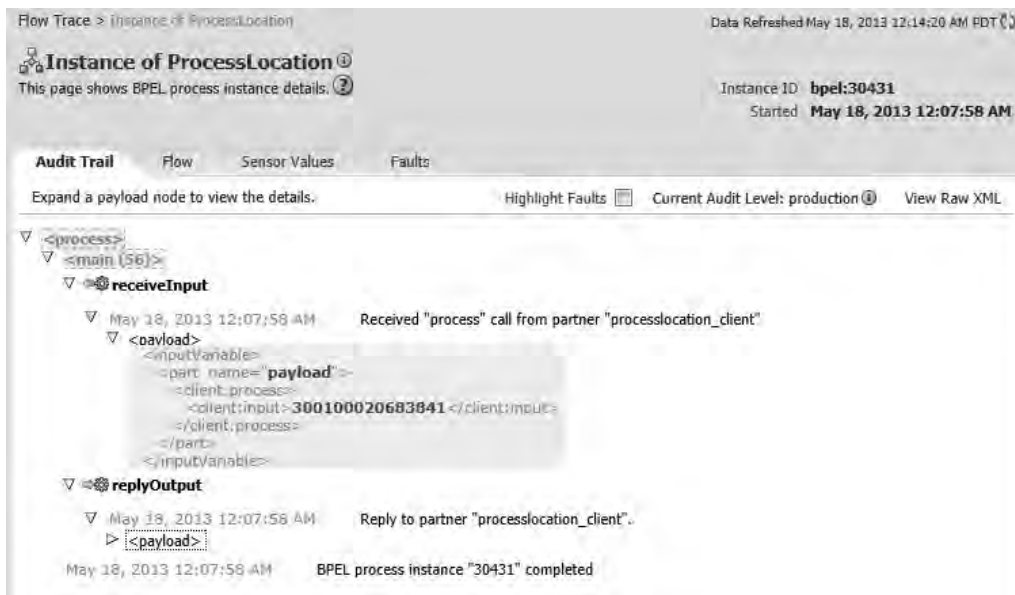 Flow Trace > Instance of ProcessLocation
Data Refreshed May 18, 2013 12:14:20 AM PDT
Instance of ProcessLocation
This page shows BPEL process instance details.
Instance ID bpel:30431
Started May 18, 2013 12:07:58 AM
Audit Trail Flow Sensor Values Faults
Expand a payload node to view the details. Highlight Faults Current Audit Level: production View Raw XML
<process>
<main (56)>
receiveInput
May 18, 2013 12:07:58 AM Received "process" call from partner "processlocation_client"
<payload>
<inputVariable>
<part name="payload">
<client:process>
<client:input>300100020683841</client:input>
</client:process>
</part>
</inputVariable>
replyOutput
May 18, 2013 12:07:58 AM Reply to partner "processlocation_client".
<payload>
May 18, 2013 12:07:58 AM BPEL process instance "30431" completed